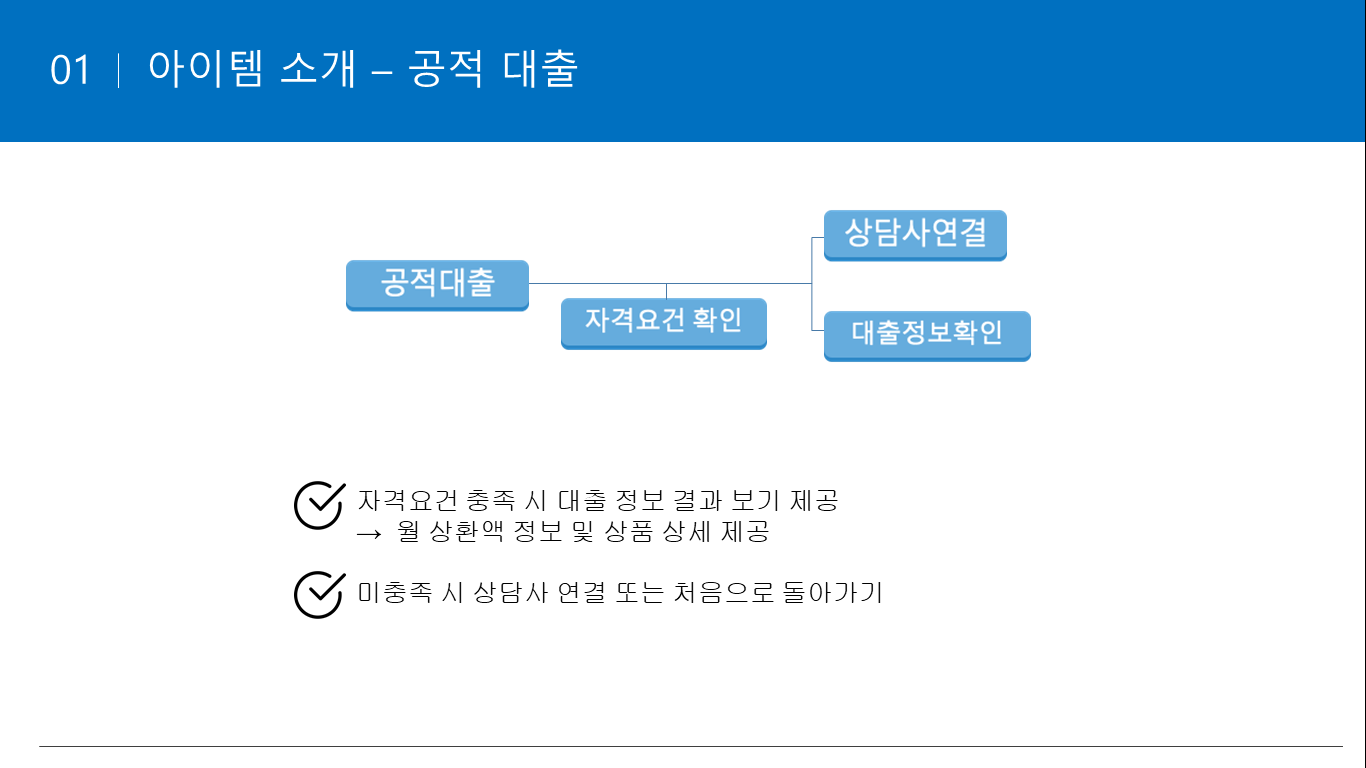 01 | 아이템 소개 – 공적 대출
상담사연결
공적대출
자격요건 확인
대출정보확인
자격요건 충족 시 대출 정보 결과 보기 제공
→ 월 상환액 정보 및 상품 상세 제공
미충족 시 상담사 연결 또는 처음으로 돌아가기